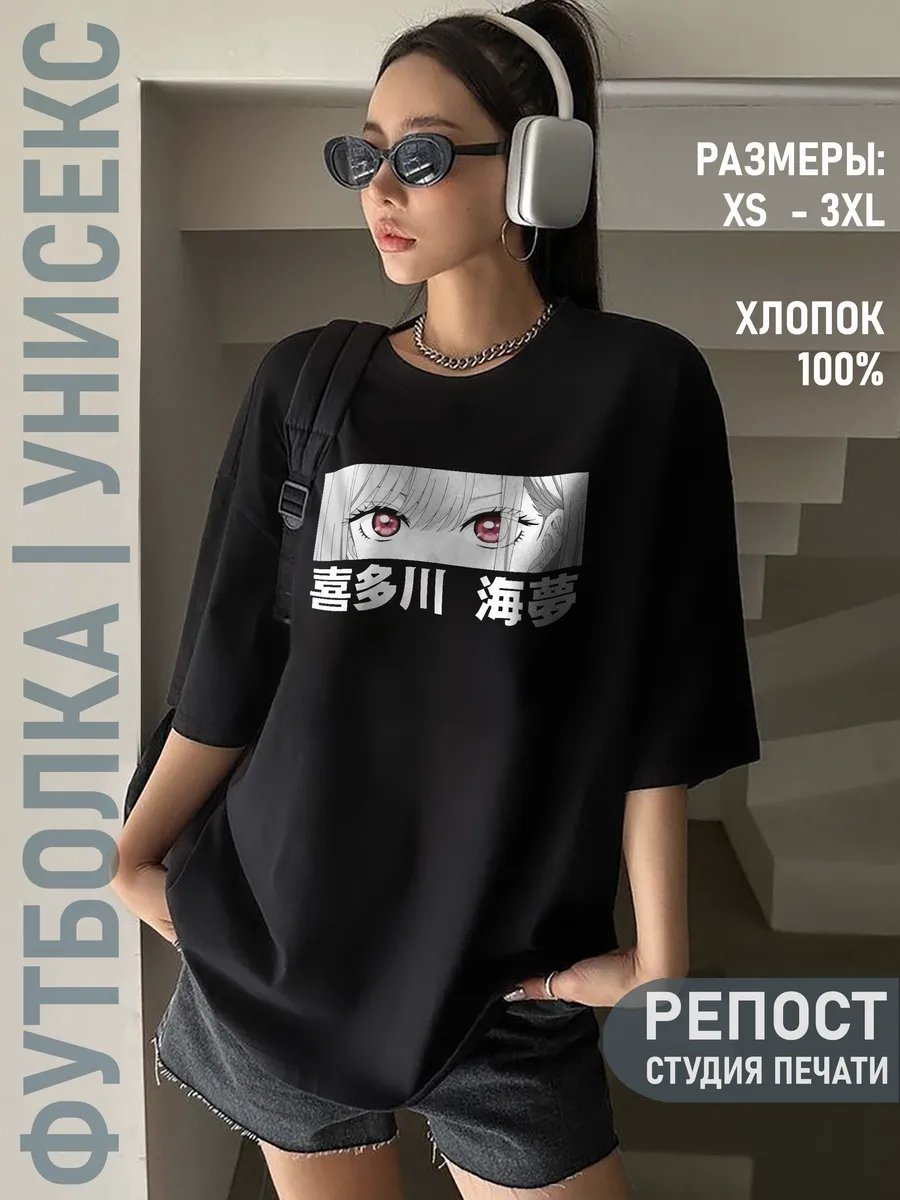 ФУТБОЛКА | УНИСЕКС
РАЗМЕРЫ:
XS - 3XL
ХЛОПОК
100%
喜多川 海夢
РЕПОСТ
СТУДИЯ ПЕЧАТИ